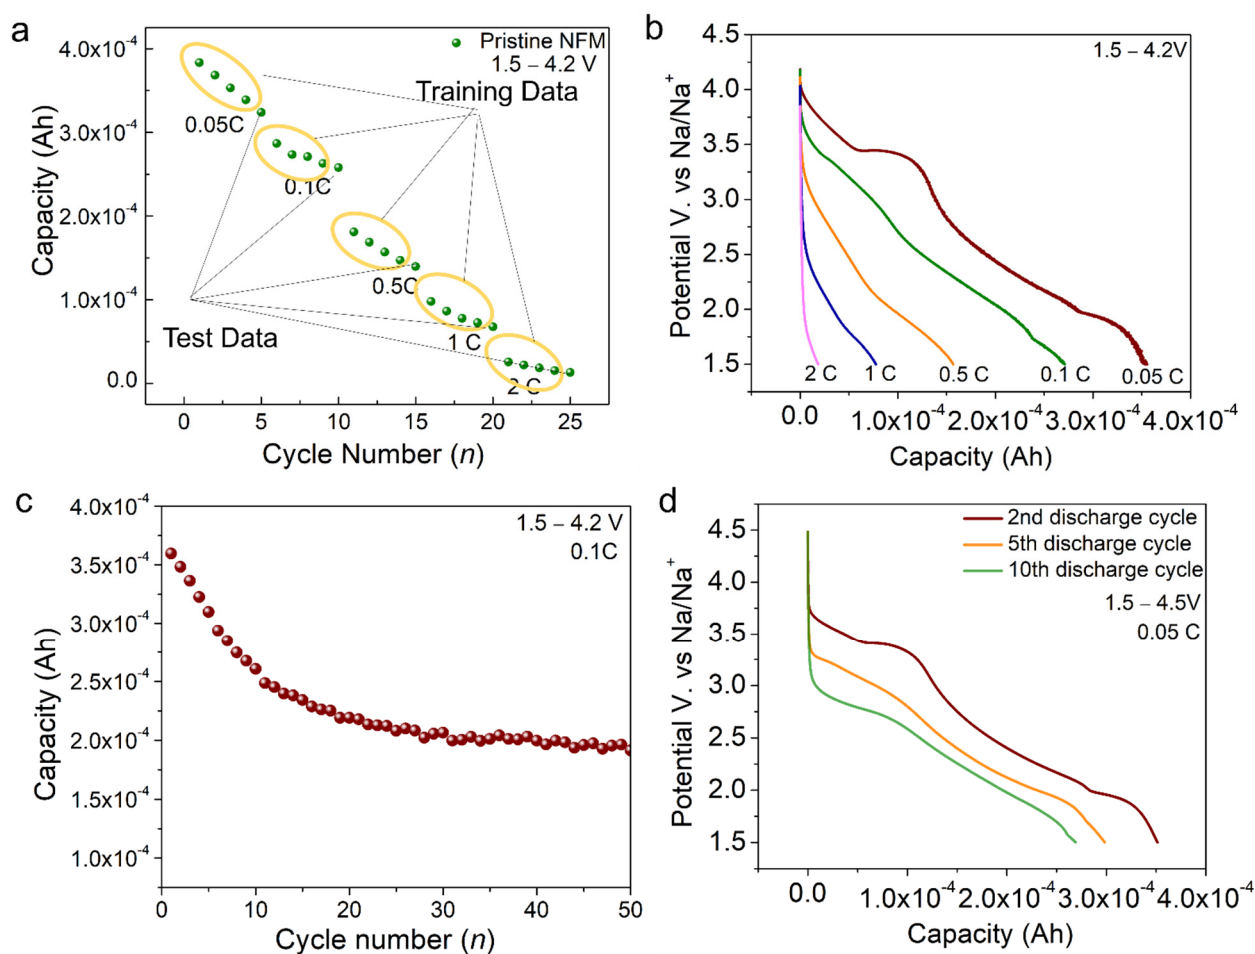 a
Pristine NFM
1.5 – 4.2 V
Training Data
4.0x10⁻⁴
3.0x10⁻⁴
2.0x10⁻⁴
1.0x10⁻⁴
0.0
Capacity (Ah)
0.05C
0.1C
0.5C
1 C
2 C
Test Data
0 5 10 15 20 25
Cycle Number (n)
b
1.5 – 4.2V
4.5
4.0
3.5
3.0
2.5
2.0
1.5
Potential V. vs Na/Na⁺
2 C 1 C 0.5 C 0.1 C 0.05 C
0.0 1.0x10⁻⁴ 2.0x10⁻⁴ 3.0x10⁻⁴ 4.0x10⁻⁴
Capacity (Ah)
c
1.5 – 4.2 V
0.1C
4.0x10⁻⁴
3.5x10⁻⁴
3.0x10⁻⁴
2.5x10⁻⁴
2.0x10⁻⁴
1.5x10⁻⁴
1.0x10⁻⁴
Capacity (Ah)
0 10 20 30 40 50
Cycle number (n)
d
2nd discharge cycle
5th discharge cycle
10th discharge cycle
1.5 – 4.5V
0.05 C
4.5
4.0
3.5
3.0
2.5
2.0
1.5
Potential V. vs Na/Na⁺
0.0 1.0x10⁻⁴ 2.0x10⁻⁴ 3.0x10⁻⁴ 4.0x10⁻⁴
Capacity (Ah)